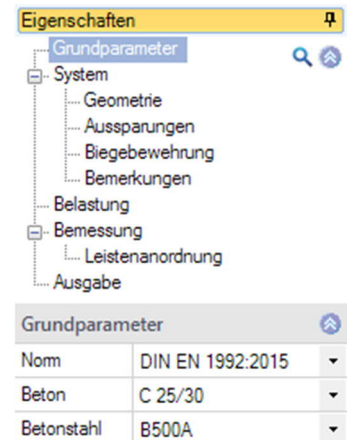 Eigenschaften
Grundparameter
System
Geometrie
Aussparungen
Biegebewehrung
Bemerkungen
Belastung
Bemessung
Leistenanordnung
Ausgabe
Grundparameter
Norm DIN EN 1992:2015
Beton C 25/30
Betonstahl B500A